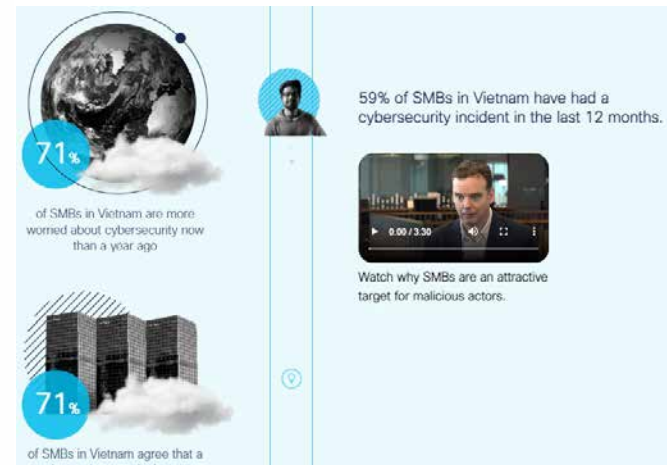 71%
of SMBs in Vietnam are more
worried about cybersecurity now
than a year ago
59% of SMBs in Vietnam have had a
cybersecurity incident in the last 12 months.
0:00 / 3:30
Watch why SMBs are an attractive
target for malicious actors.
71%
of SMBs in Vietnam agree that a